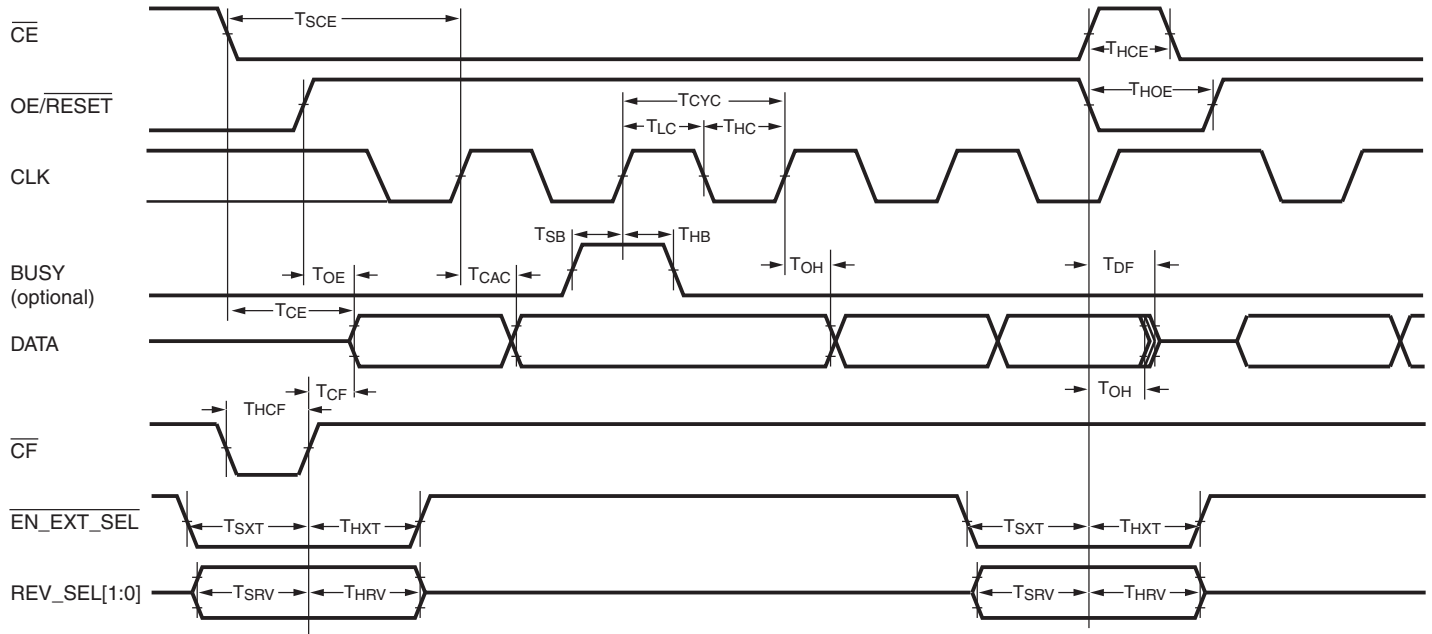 CE
TSCE
THCE
OE/RESET
THOE
TCYC
TLC
THC
CLK
TSB
THB
BUSY
(optional)
TOE
TCAC
TOH
TDF
TCE
DATA
TCF
TOH
THCF
CF
EN_EXT_SEL
TSXT
THXT
TSXT
THXT
REV_SEL[1:0]
TSRV
THRV
TSRV
THRV